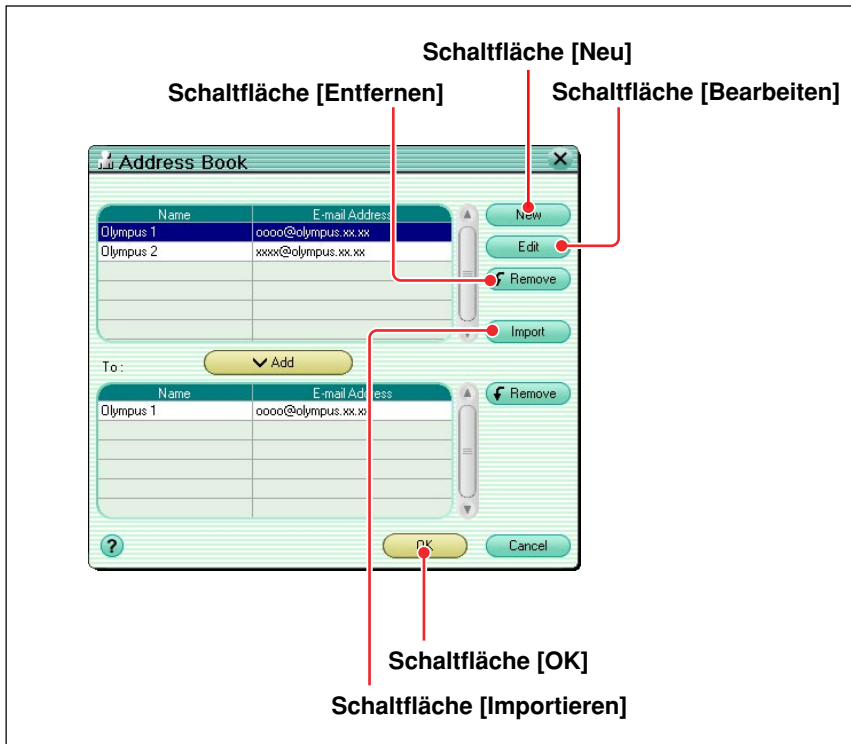 Schaltfläche [Neu]
Schaltfläche [Entfernen]
Schaltfläche [Bearbeiten]
Address Book
Name E-mail Address
New
Olympus 1 oooo@olympus.xx.xx
Edit
Olympus 2 xxxx@olympus.xx.xx
Remove
Import
To: Add
Name E-mail Address
Remove
Olympus 1 oooo@olympus.xx.xx
? OK Cancel
Schaltfläche [OK]
Schaltfläche [Importieren]